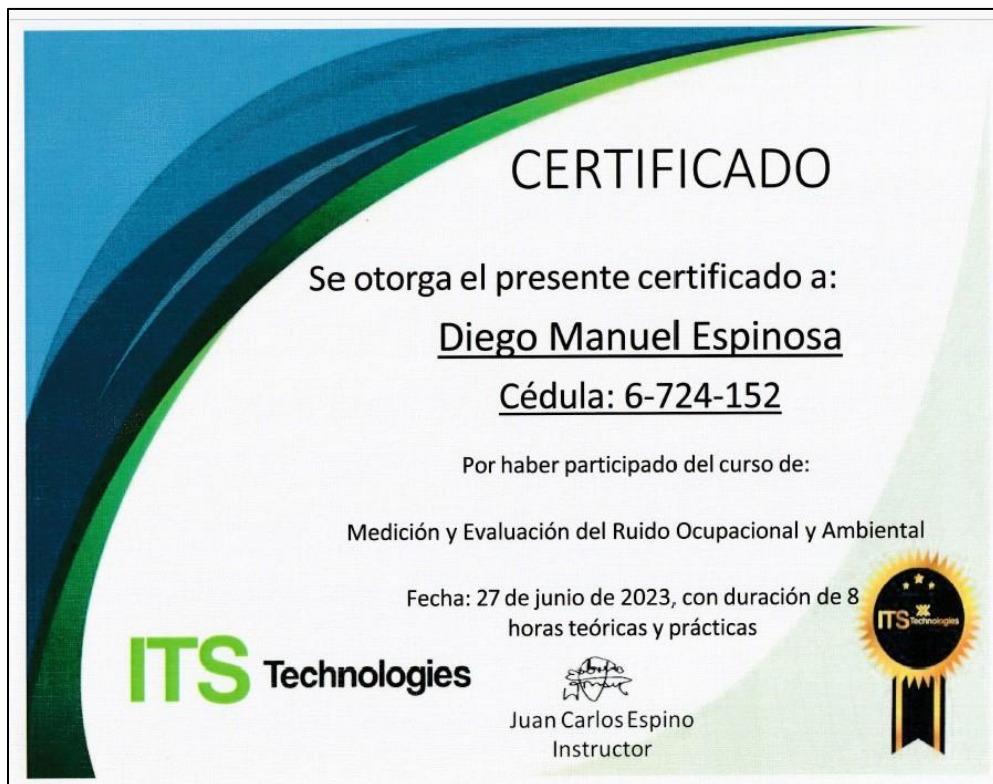 CERTIFICADO
Se otorga el presente certificado a:
Diego Manuel Espinosa
Cédula: 6-724-152
Por haber participado del curso de:
Medición y Evaluación del Ruido Ocupacional y Ambiental
Fecha: 27 de junio de 2023, con duración de 8
horas teóricas y prácticas
ITS Technologies
ITS Technologies
Juan Carlos Espino
Instructor